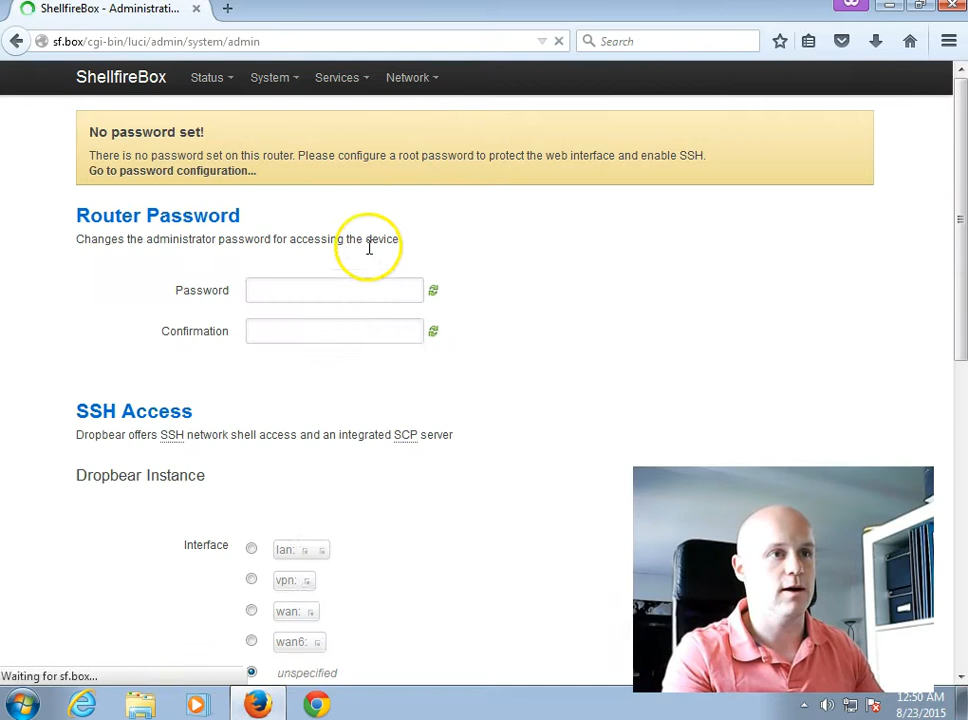 ShellfireBox - Administrati...
sf.box/cgi-bin/luci/admin/system/admin
Search
ShellfireBox Status System Services Network
No password set!
There is no password set on this router. Please configure a root password to protect the web interface and enable SSH.
Go to password configuration...
Router Password
Changes the administrator password for accessing the device
Password
Confirmation
SSH Access
Dropbear offers SSH network shell access and an integrated SCP server
Dropbear Instance
Interface
lan:
vpn:
wan:
wan6:
unspecified
Waiting for sf.box...
12:50 AM
8/23/2015